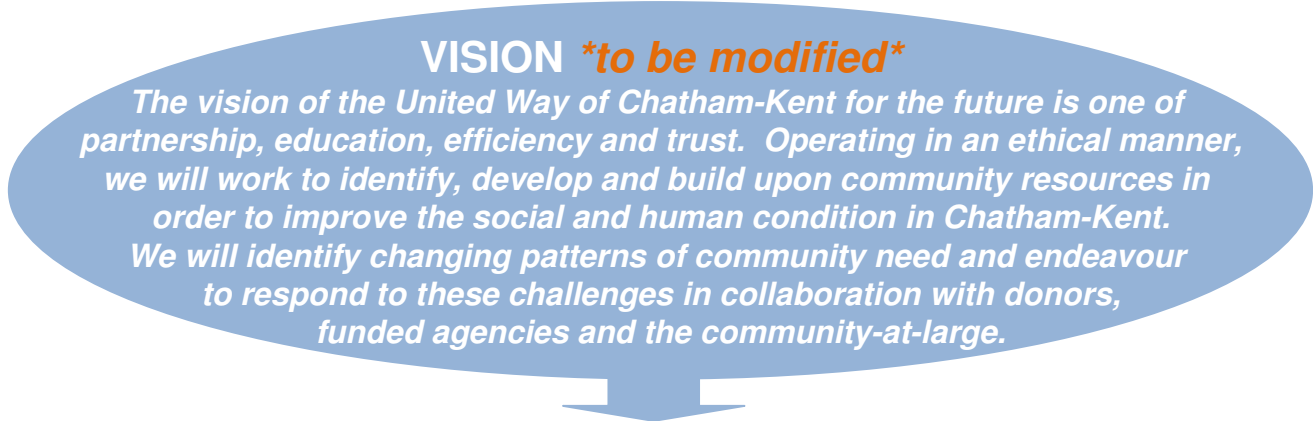 VISION *to be modified*
The vision of the United Way of Chatham-Kent for the future is one of
partnership, education, efficiency and trust.  Operating in an ethical manner,
we will work to identify, develop and build upon community resources in
order to improve the social and human condition in Chatham-Kent.
We will identify changing patterns of community need and endeavour
to respond to these challenges in collaboration with donors,
funded agencies and the community-at-large.